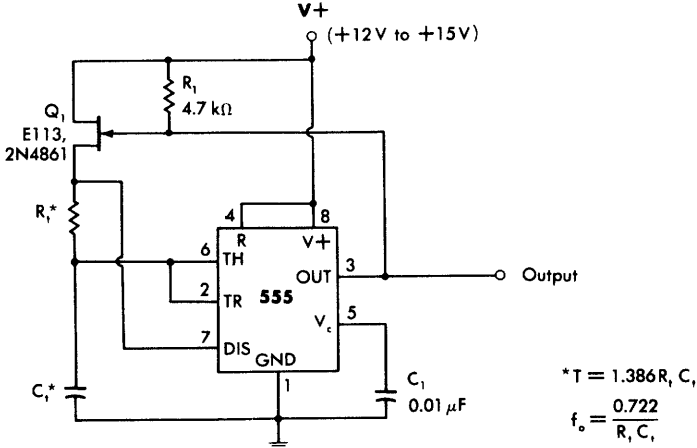 V+
(+12V to +15V)
R₁
4.7 kΩ
Q₁
E113,
2N4861
Rₜ*
4
8
R
V+
6
TH
OUT
3
Output
2
TR
555
Vc
5
7
DIS
GND
1
Cₜ*
C₁
0.01 μF
*T = 1.386Rₜ Cₜ
fₒ = 0.722
Rₜ Cₜ